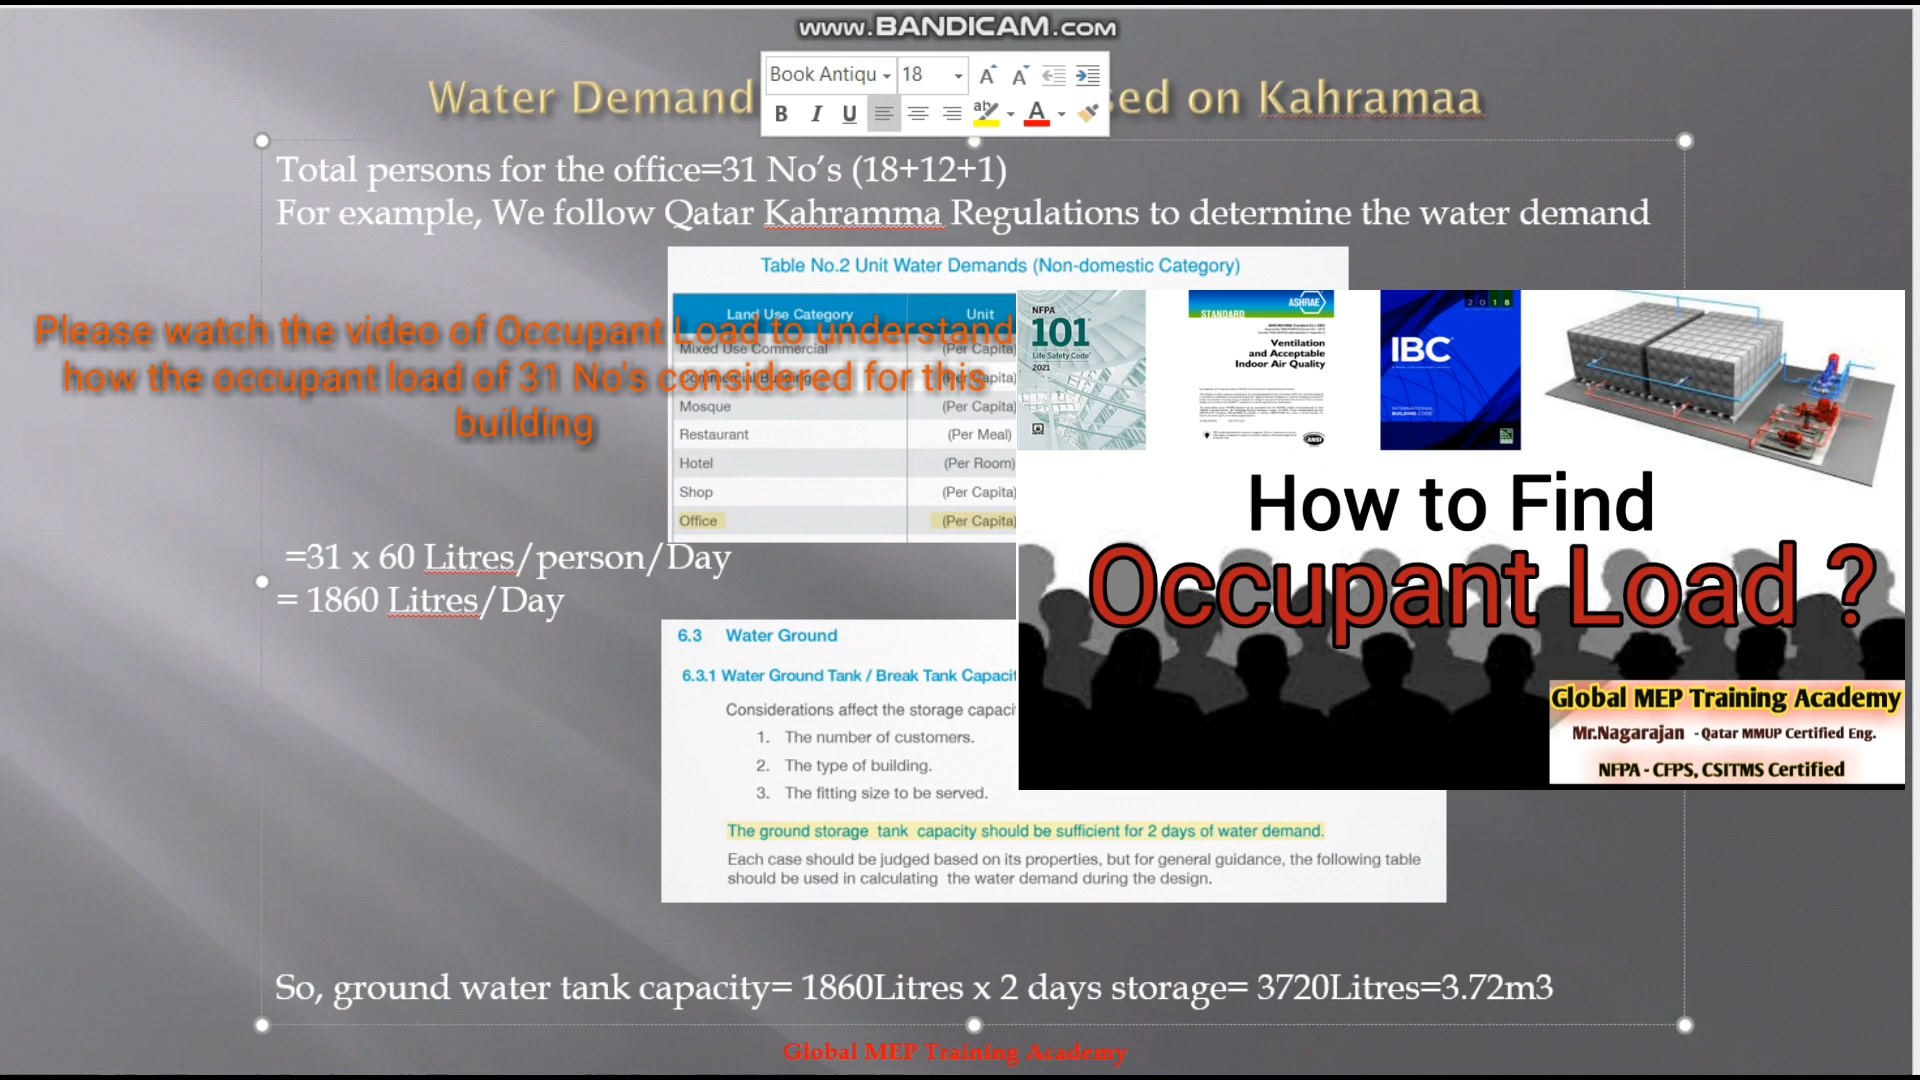 www.BANDICAM.COM
Book Antiqu 18
Water Demand sed on Kahramaa
Total persons for the office=31 No's (18+12+1)
For example, We follow Qatar Kahramma Regulations to determine the water demand
Table No.2 Unit Water Demands (Non-domestic Category)
Land Use Category Unit
Mixed Use Commercial (Per Capita)
Commercial Building Capita)
Mosque (Per Capita)
Restaurant (Per Meal)
Hotel (Per Room)
Shop (Per Capita)
Office (Per Capita)
Please watch the video of Occupant Load to understand
how the occupant load of 31 No's considered for this
building
NFPA
101
Life Safety Code
2021
ASHRAE
STANDARD
Ventilation
and Acceptable
Indoor Air Quality
ANSI
2018
IBC
INTERNATIONAL
BUILDING CODE
How to Find
Occupant Load ?
Global MEP Training Academy
Mr.Nagarajan - Qatar MMUP Certified Eng.
NFPA - CFPS, CSITMS Certified
=31 x 60 Litres/person/Day
= 1860 Litres/Day
6.3 Water Ground
6.3.1 Water Ground Tank / Break Tank Capacit
Considerations affect the storage capaci
1. The number of customers.
2. The type of building.
3. The fitting size to be served.
The ground storage tank capacity should be sufficient for 2 days of water demand.
Each case should be judged based on its properties, but for general guidance, the following table
should be used in calculating the water demand during the design.
So, ground water tank capacity= 1860Litres x 2 days storage= 3720Litres=3.72m3
Global MEP Training Academy